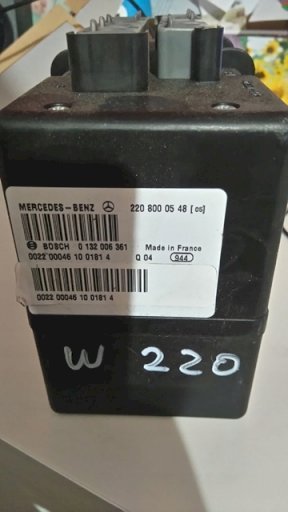 MERCEDES-BENZ 220 800 05 48 [05]
BOSCH 0 132 006 361 Made in France
0022 00046 10 0181 4 Q 04 944
0022 00046 10 0181 4
W 220